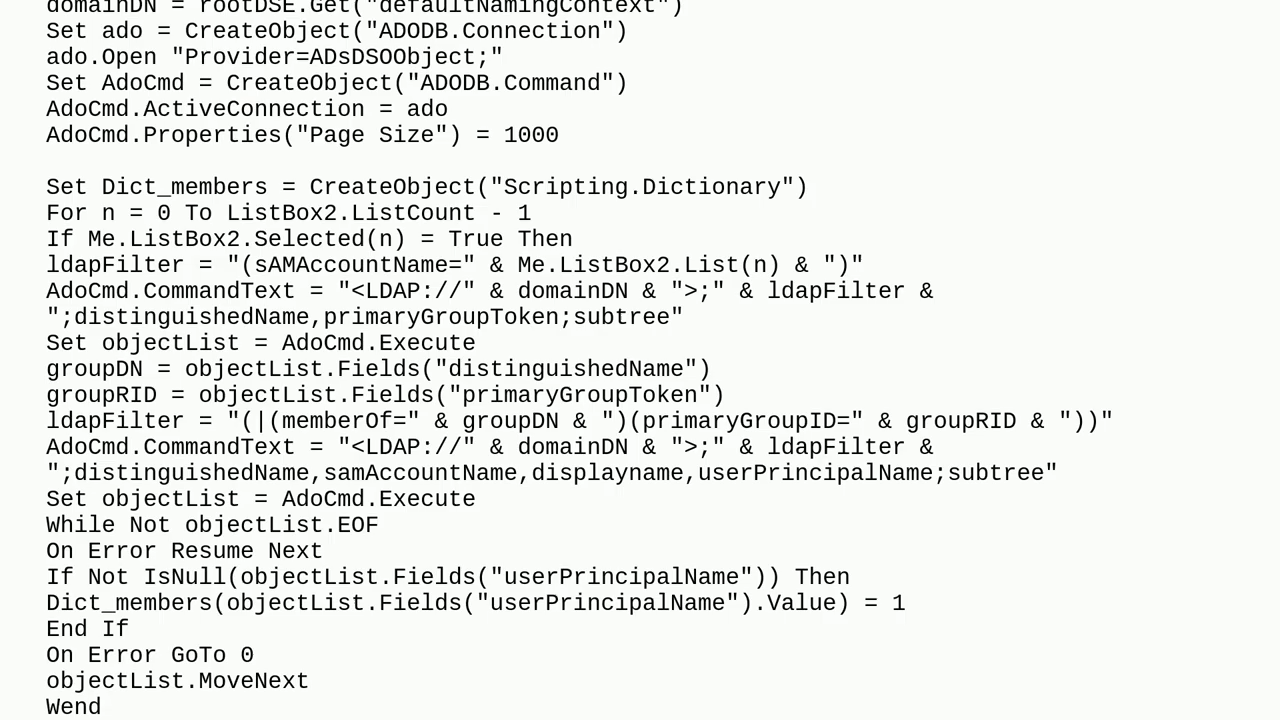 domainDN = rootDSE.Get("defaultNamingContext")
Set ado = CreateObject("ADODB.Connection")
ado.Open "Provider=ADsDSOObject;"
Set AdoCmd = CreateObject("ADODB.Command")
AdoCmd.ActiveConnection = ado
AdoCmd.Properties("Page Size") = 1000
Set Dict_members = CreateObject("Scripting.Dictionary")
For n = 0 To ListBox2.ListCount - 1
If Me.ListBox2.Selected(n) = True Then
ldapFilter = "(sAMAccountName=" & Me.ListBox2.List(n) & ")"
AdoCmd.CommandText = "<LDAP://" & domainDN & ">;" & ldapFilter &
";distinguishedName,primaryGroupToken;subtree"
Set objectList = AdoCmd.Execute
groupDN = objectList.Fields("distinguishedName")
groupRID = objectList.Fields("primaryGroupToken")
ldapFilter = "(|(memberOf=" & groupDN & ")(primaryGroupID=" & groupRID & "))"
AdoCmd.CommandText = "<LDAP://" & domainDN & ">;" & ldapFilter &
";distinguishedName,samAccountName,displayname,userPrincipalName;subtree"
Set objectList = AdoCmd.Execute
While Not objectList.EOF
On Error Resume Next
If Not IsNull(objectList.Fields("userPrincipalName")) Then
Dict_members(objectList.Fields("userPrincipalName").Value) = 1
End If
On Error GoTo 0
objectList.MoveNext
Wend